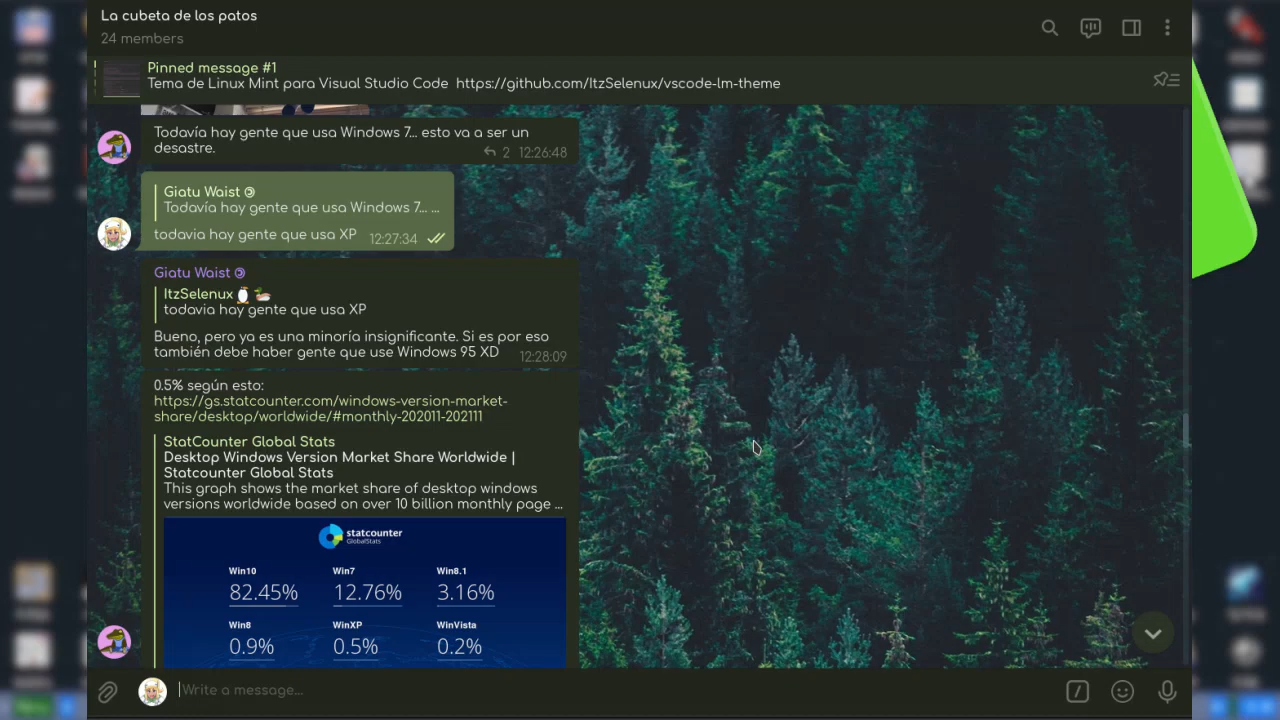 La cubeta de los patos
24 members
Pinned message #1
Tema de Linux Mint para Visual Studio Code https://github.com/ItzSelenux/vscode-lm-theme
Todavía hay gente que usa Windows 7... esto va a ser un
desastre.
2 12:26:48
Giatu Waist
Todavía hay gente que usa Windows 7... ...
todavia hay gente que usa XP 12:27:34
Giatu Waist
ItzSelenux
todavia hay gente que usa XP
Bueno, pero ya es una minoría insignificante. Si es por eso
también debe haber gente que use Windows 95 XD 12:28:09
0.5% según esto:
https://gs.statcounter.com/windows-version-market-
share/desktop/worldwide/#monthly-202011-202111
StatCounter Global Stats
Desktop Windows Version Market Share Worldwide |
Statcounter Global Stats
This graph shows the market share of desktop windows
versions worldwide based on over 10 billion monthly page ...
statcounter
GlobalStats
Win10 Win7 Win8.1
82.45% 12.76% 3.16%
Win8 WinXP WinVista
0.9% 0.5% 0.2%
Write a message...